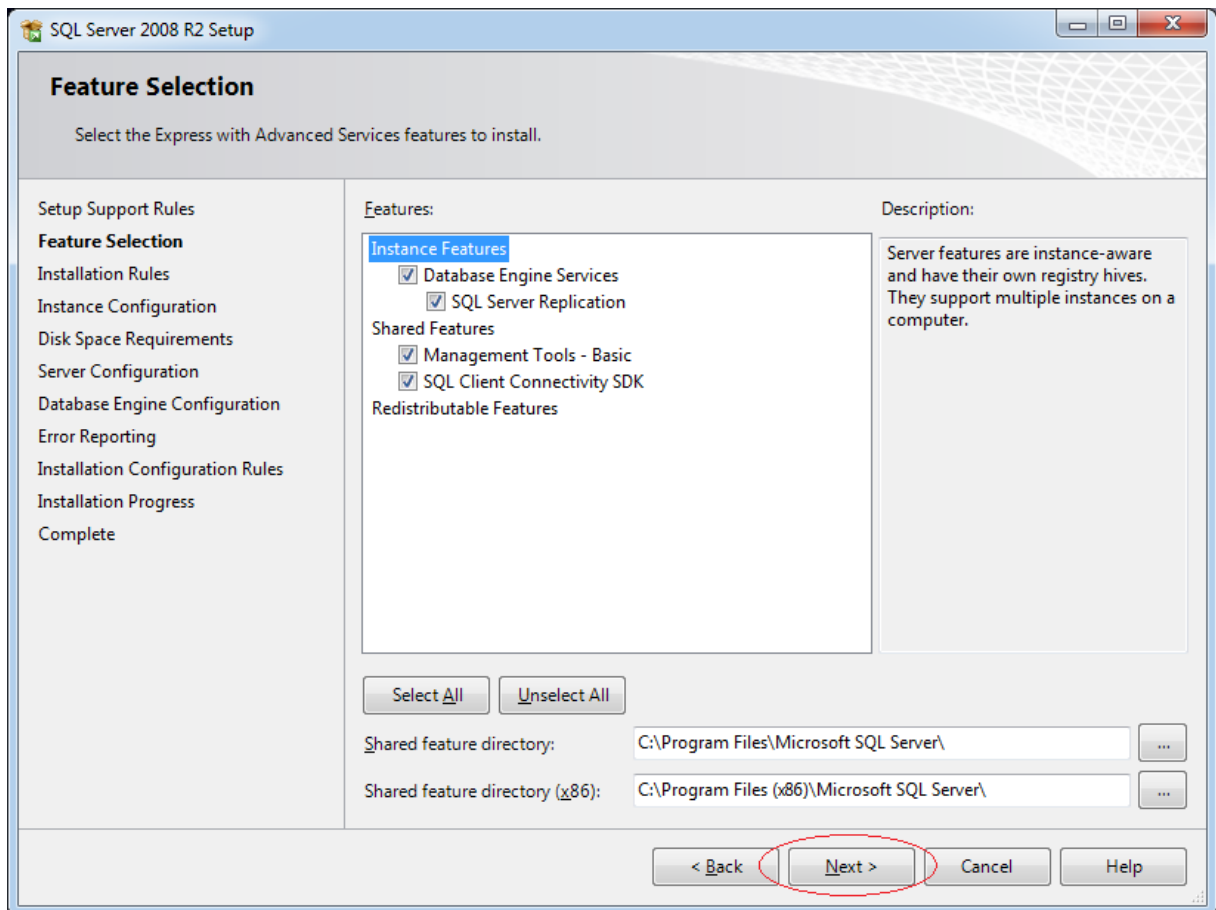 SQL Server 2008 R2 Setup
Feature Selection
Select the Express with Advanced Services features to install.
Setup Support Rules
Feature Selection
Installation Rules
Instance Configuration
Disk Space Requirements
Server Configuration
Database Engine Configuration
Error Reporting
Installation Configuration Rules
Installation Progress
Complete
Features:
Instance Features
Database Engine Services
SQL Server Replication
Shared Features
Management Tools - Basic
SQL Client Connectivity SDK
Redistributable Features
Description:
Server features are instance-aware
and have their own registry hives.
They support multiple instances on a
computer.
Select All
Unselect All
Shared feature directory:
C:\Program Files\Microsoft SQL Server\
...
Shared feature directory (x86):
C:\Program Files (x86)\Microsoft SQL Server\
...
< Back
Next >
Cancel
Help